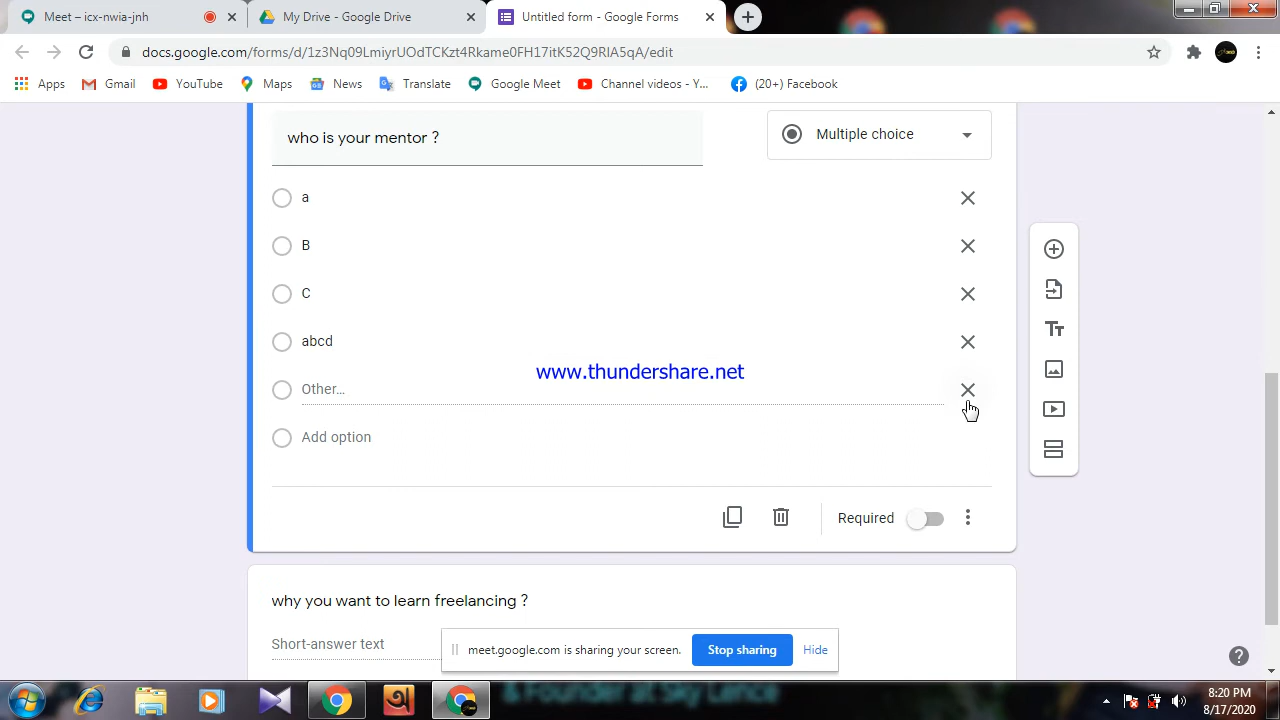 Meet – icx-nwia-jnh
My Drive - Google Drive
Untitled form - Google Forms
docs.google.com/forms/d/1z3Nq09LmiyrUOdTCKzt4Rkame0FH17itK52Q9RlA5qA/edit
Apps
Gmail
YouTube
Maps
News
Translate
Google Meet
Channel videos - Y...
(20+) Facebook
who is your mentor ?
Multiple choice
a
B
C
abcd
www.thundershare.net
Other...
Add option
Required
why you want to learn freelancing ?
Short-answer text
meet.google.com is sharing your screen.
Stop sharing
Hide
8:20 PM
8/17/2020